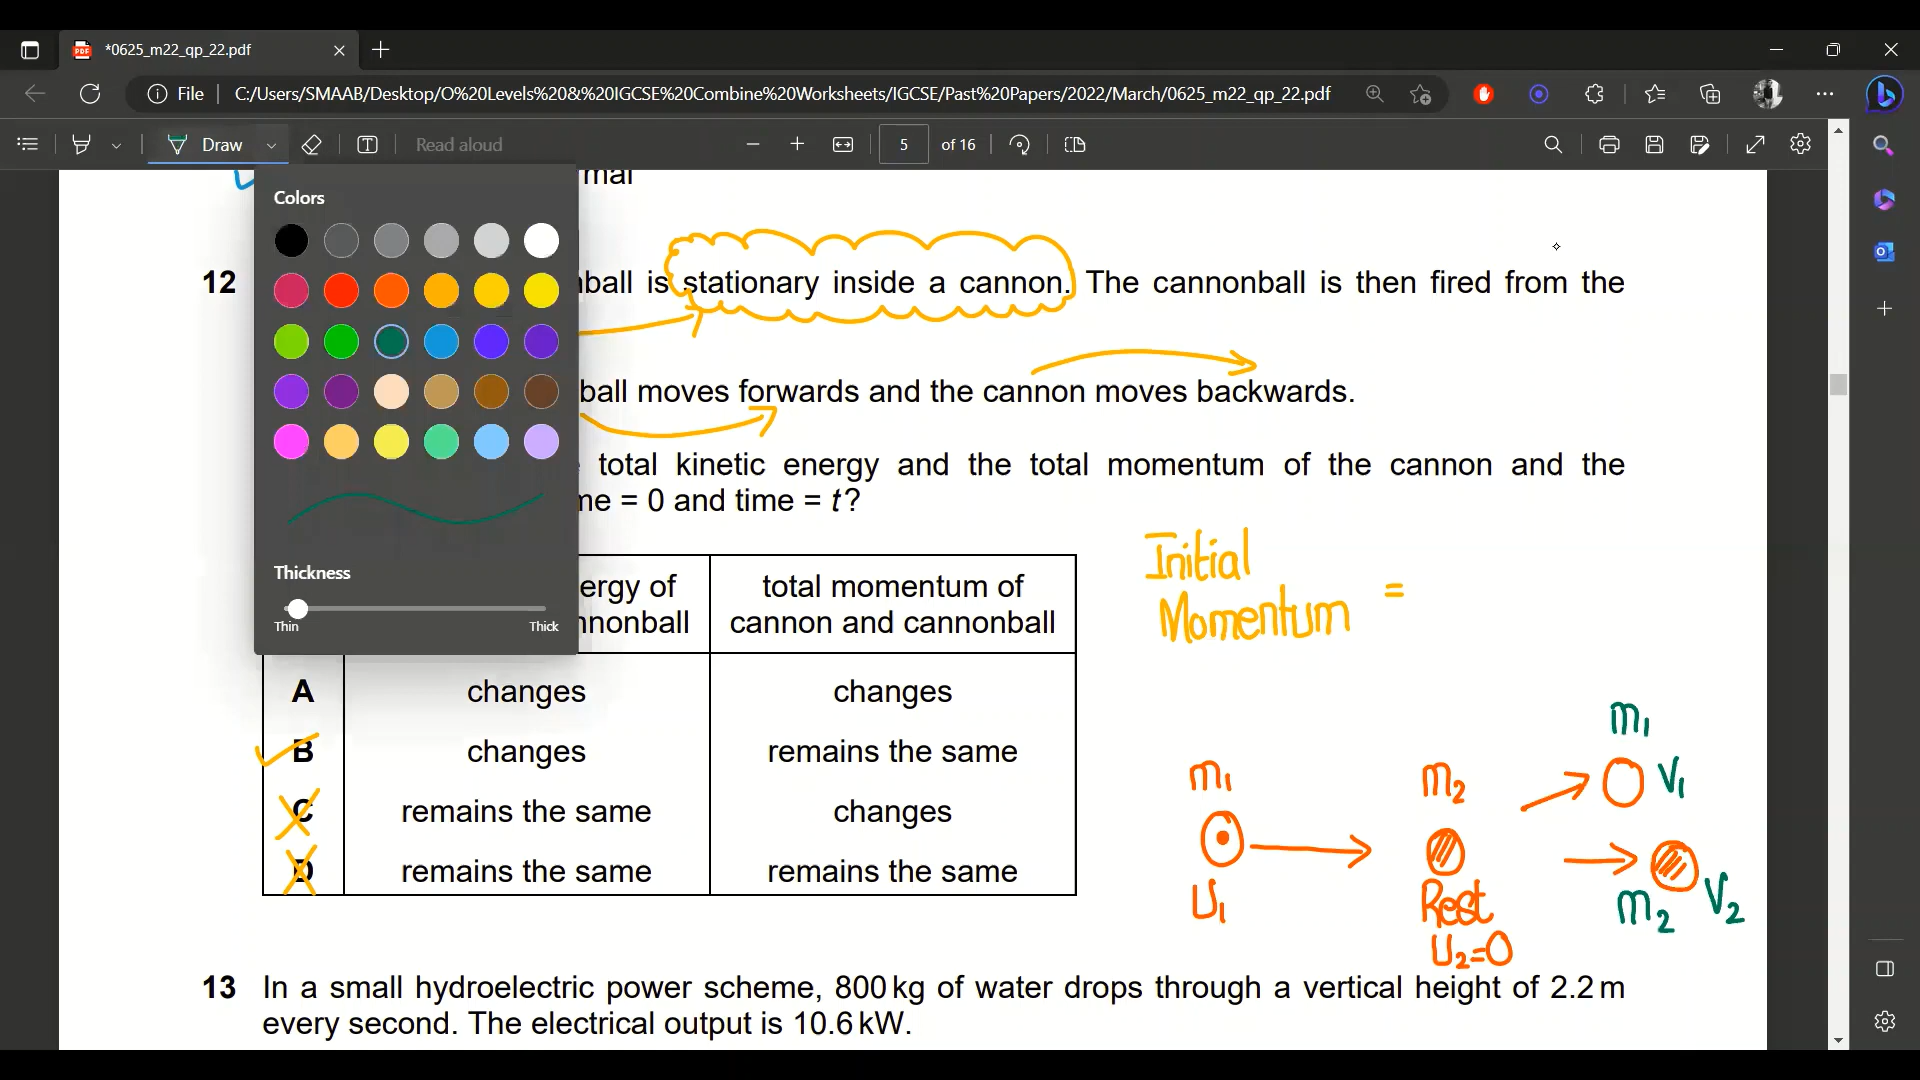 *0625_m22_qp_22.pdf
File C:/Users/SMAAB/Desktop/O%20Levels%20&%20IGCSE%20Combine%20Worksheets/IGCSE/Past%20Papers/2022/March/0625_m22_qp_22.pdf
Draw Read aloud 5 of 16
Colors
Thickness
Thin Thick
12 ball is stationary inside a cannon. The cannonball is then fired from the
ball moves forwards and the cannon moves backwards.
total kinetic energy and the total momentum of the cannon and the
= 0 and time = t?
total momentum of
cannon and cannonball
A changes changes
B changes remains the same
C remains the same changes
D remains the same remains the same
Initial
Momentum =
m₁ m₂ m₁
V₁
U₁ Rest m₂ V₂
U₂=0
13 In a small hydroelectric power scheme, 800 kg of water drops through a vertical height of 2.2 m
every second. The electrical output is 10.6 kW.